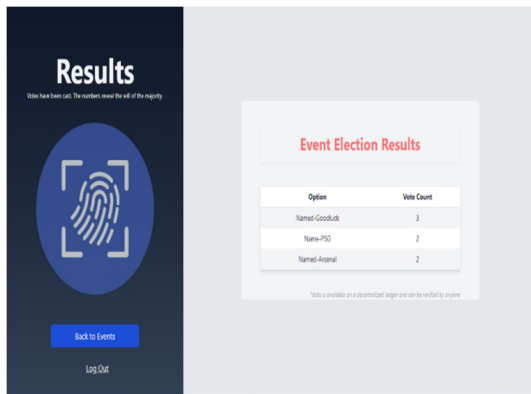 Results
Votes have been cast. The numbers reveal the will of the majority.
Back to Events
Log Out
Event Election Results
Option Vote Count
Named-Goodluck 3
Name-PSG 2
Named-Arsenal 2
*Vote is available on a decentralized ledger and can be verified by anyone